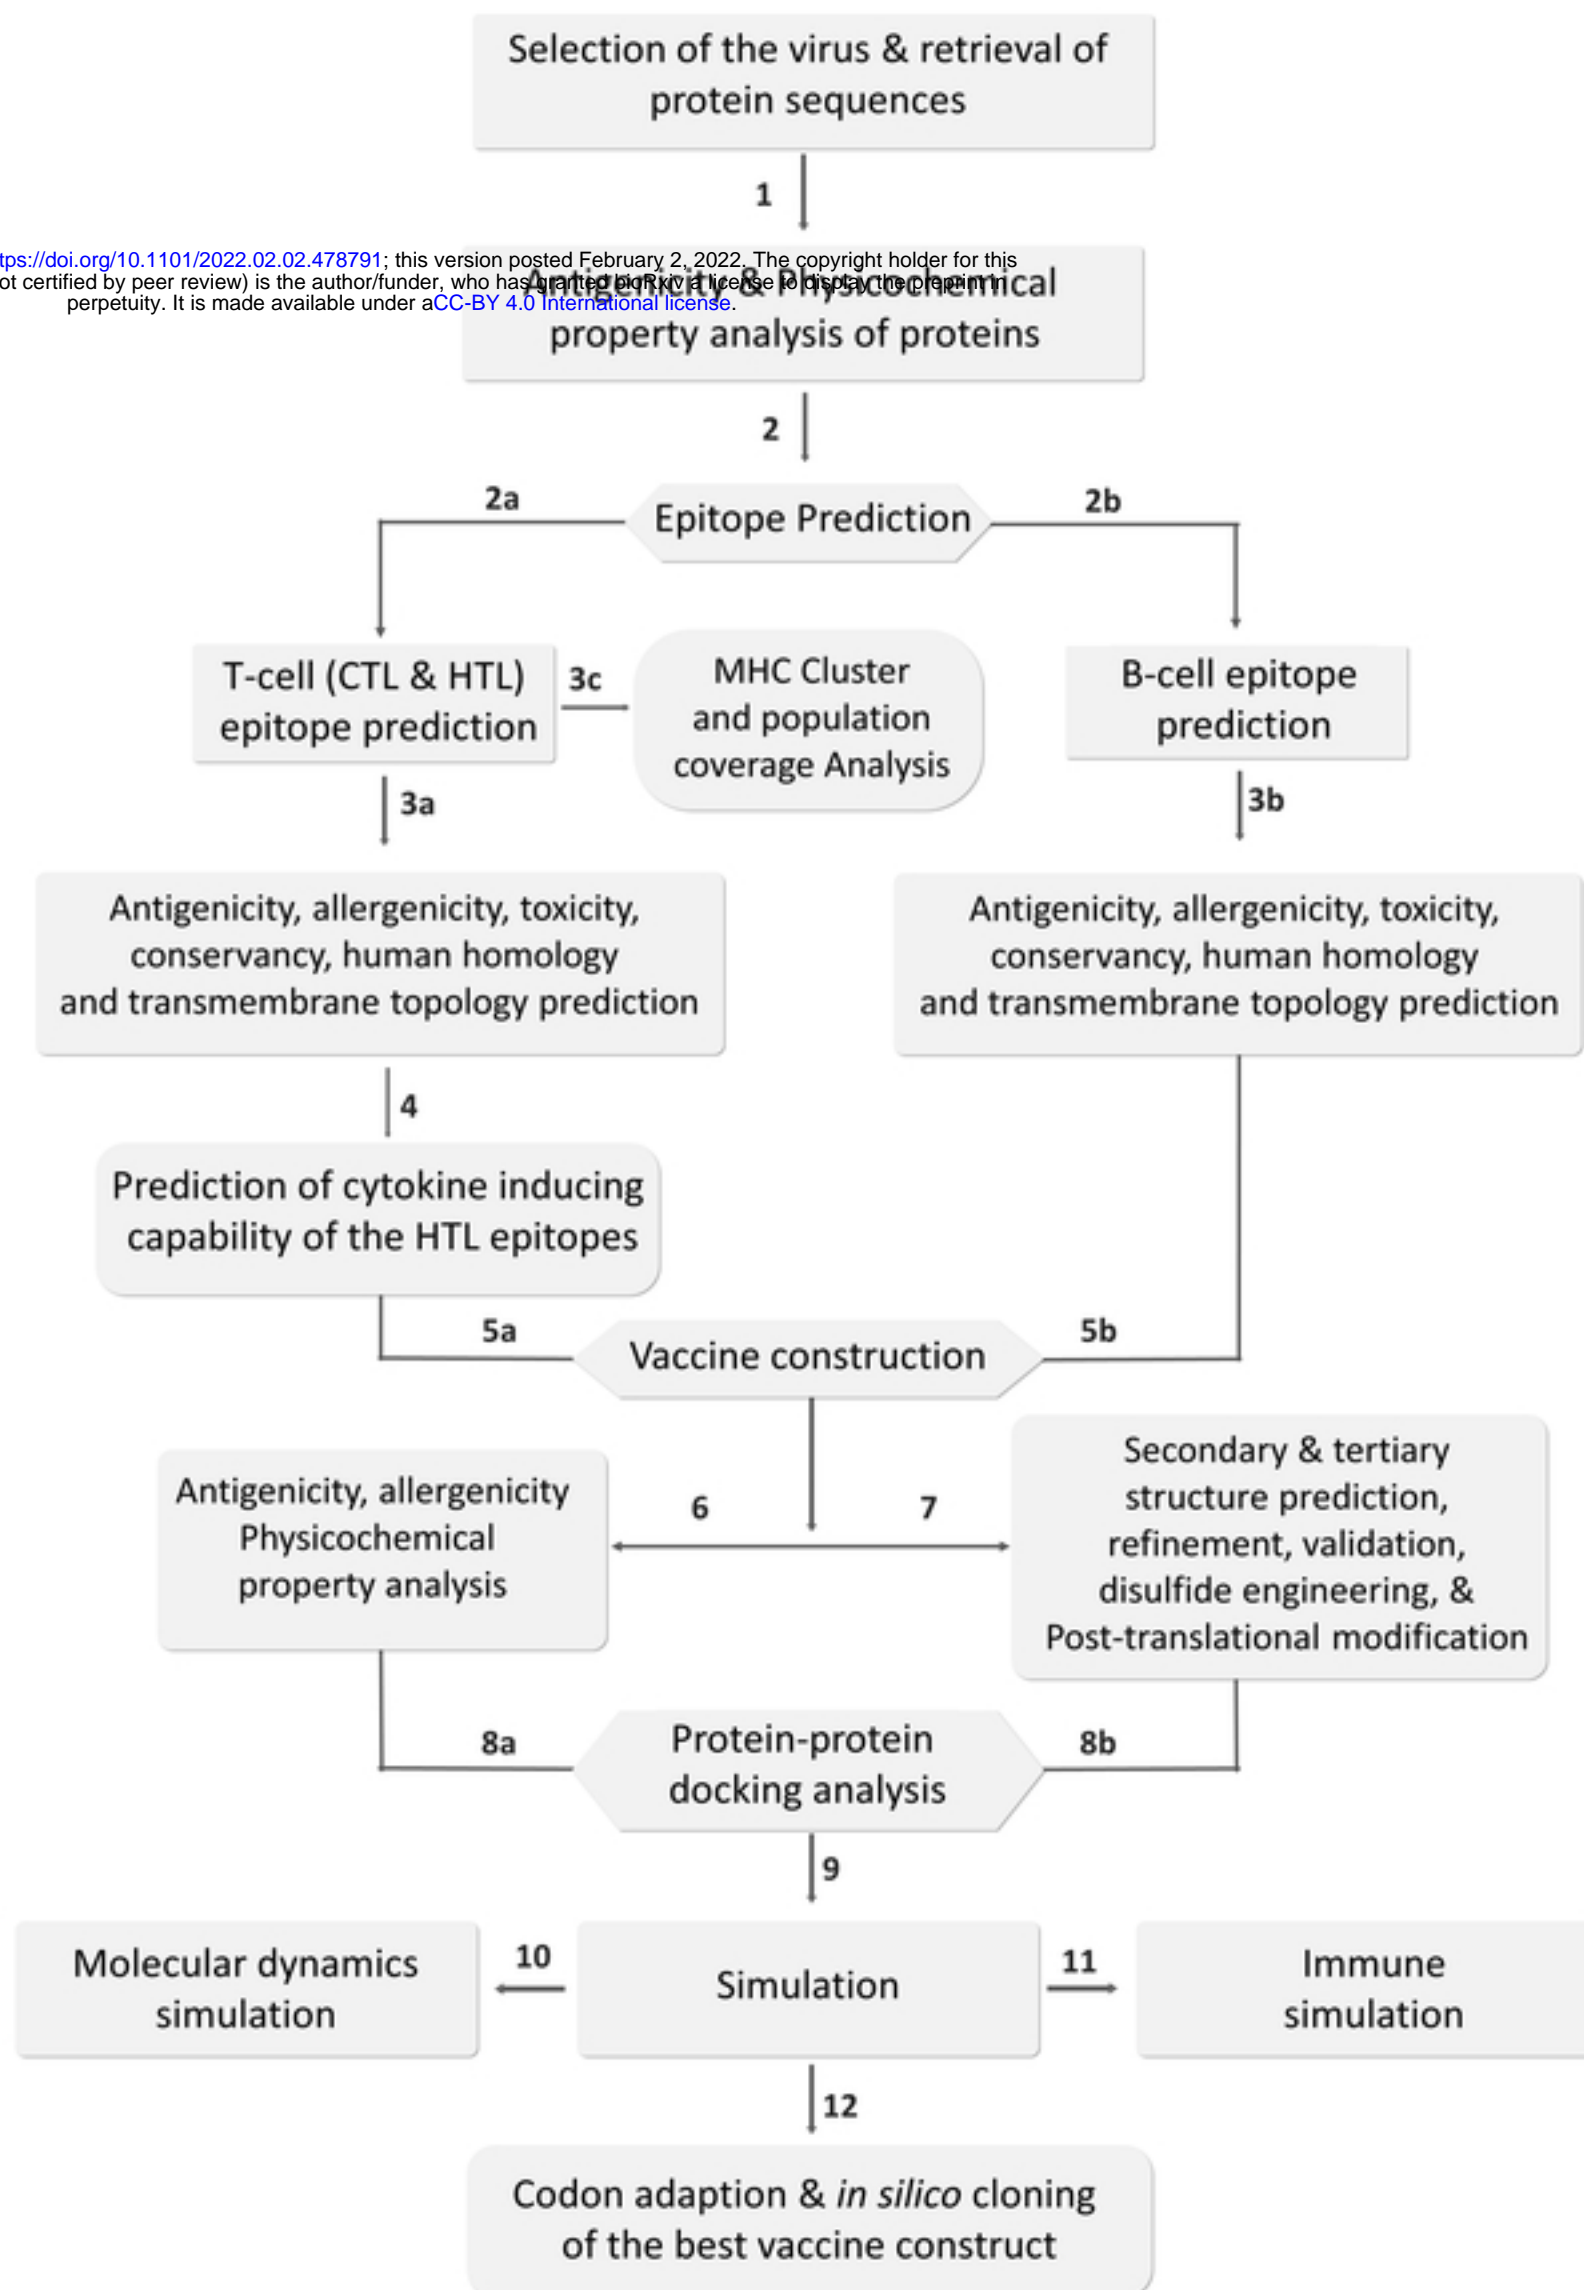 Selection of the virus & retrieval of
protein sequences
1
tps://doi.org/10.1101/2022.02.02.478791; this version posted February 2, 2022. The copyright holder for this
ot certified by peer review) is the author/funder, who has granted bioRxiv a license to display the preprint in
perpetuity. It is made available under aCC-BY 4.0 International license.
Antigenicity & Physicochemical
property analysis of proteins
2
2a
Epitope Prediction
2b
T-cell (CTL & HTL)
epitope prediction
3c
MHC Cluster
and population
coverage Analysis
B-cell epitope
prediction
3a
3b
Antigenicity, allergenicity, toxicity,
conservancy, human homology
and transmembrane topology prediction
Antigenicity, allergenicity, toxicity,
conservancy, human homology
and transmembrane topology prediction
4
Prediction of cytokine inducing
capability of the HTL epitopes
5a
Vaccine construction
5b
Antigenicity, allergenicity
Physicochemical
property analysis
6
7
Secondary & tertiary
structure prediction,
refinement, validation,
disulfide engineering, &
Post-translational modification
8a
Protein-protein
docking analysis
8b
9
Molecular dynamics
simulation
10
Simulation
11
Immune
simulation
12
Codon adaption & in silico cloning
of the best vaccine construct